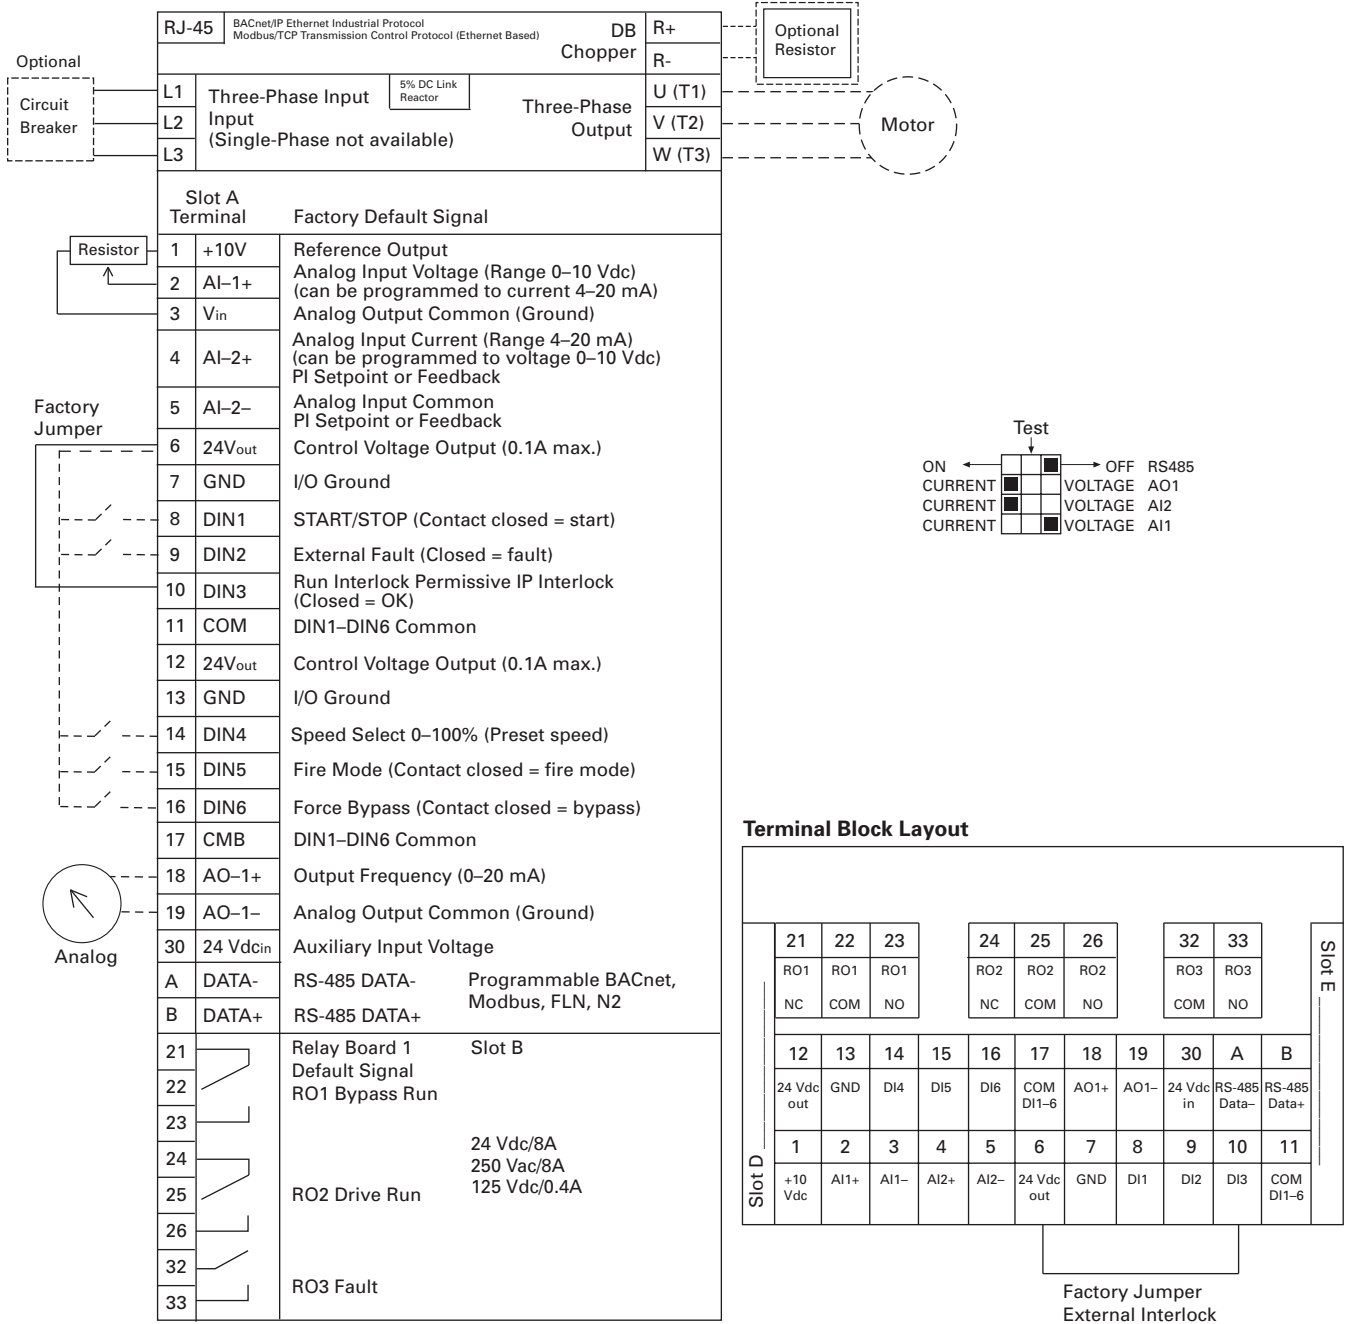 RJ-45 BACnet/IP Ethernet Industrial Protocol
Modbus/TCP Transmission Control Protocol (Ethernet Based)
DB
Chopper
R+
R-
Optional
Resistor
Optional
Circuit
Breaker
L1
L2
L3
Three-Phase Input
Input
(Single-Phase not available)
5% DC Link
Reactor
Three-Phase
Output
U (T1)
V (T2)
W (T3)
Motor
Slot A
Terminal Factory Default Signal
Resistor
1 +10V Reference Output
2 AI–1+ Analog Input Voltage (Range 0–10 Vdc)
(can be programmed to current 4–20 mA)
3 Vin Analog Output Common (Ground)
4 AI–2+ Analog Input Current (Range 4–20 mA)
(can be programmed to voltage 0–10 Vdc)
PI Setpoint or Feedback
5 AI–2– Analog Input Common
PI Setpoint or Feedback
Factory
Jumper
6 24Vout Control Voltage Output (0.1A max.)
7 GND I/O Ground
8 DIN1 START/STOP (Contact closed = start)
9 DIN2 External Fault (Closed = fault)
10 DIN3 Run Interlock Permissive IP Interlock
(Closed = OK)
11 COM DIN1–DIN6 Common
12 24Vout Control Voltage Output (0.1A max.)
13 GND I/O Ground
14 DIN4 Speed Select 0–100% (Preset speed)
15 DIN5 Fire Mode (Contact closed = fire mode)
16 DIN6 Force Bypass (Contact closed = bypass)
17 CMB DIN1–DIN6 Common
18 AO–1+ Output Frequency (0–20 mA)
19 AO–1– Analog Output Common (Ground)
Analog
30 24 Vdcin Auxiliary Input Voltage
A DATA- RS-485 DATA-
B DATA+ RS-485 DATA+
Programmable BACnet,
Modbus, FLN, N2
21
22
23
24
25
26
32
33
Relay Board 1 Slot B
Default Signal
RO1 Bypass Run
24 Vdc/8A
250 Vac/8A
125 Vdc/0.4A
RO2 Drive Run
RO3 Fault
Test
ON OFF RS485
CURRENT VOLTAGE AO1
CURRENT VOLTAGE AI2
CURRENT VOLTAGE AI1
Terminal Block Layout
Slot D
Slot E
21 22 23 24 25 26 32 33
RO1 RO1 RO1 RO2 RO2 RO2 RO3 RO3
NC COM NO NC COM NO COM NO
12 13 14 15 16 17 18 19 30 A B
24 Vdc GND DI4 DI5 DI6 COM AO1+ AO1– 24 Vdc RS-485 RS-485
out DI1–6 in Data– Data+
1 2 3 4 5 6 7 8 9 10 11
+10 AI1+ AI1– AI2+ AI2– 24 Vdc GND DI1 DI2 DI3 COM
Vdc out DI1–6
Factory Jumper
External Interlock